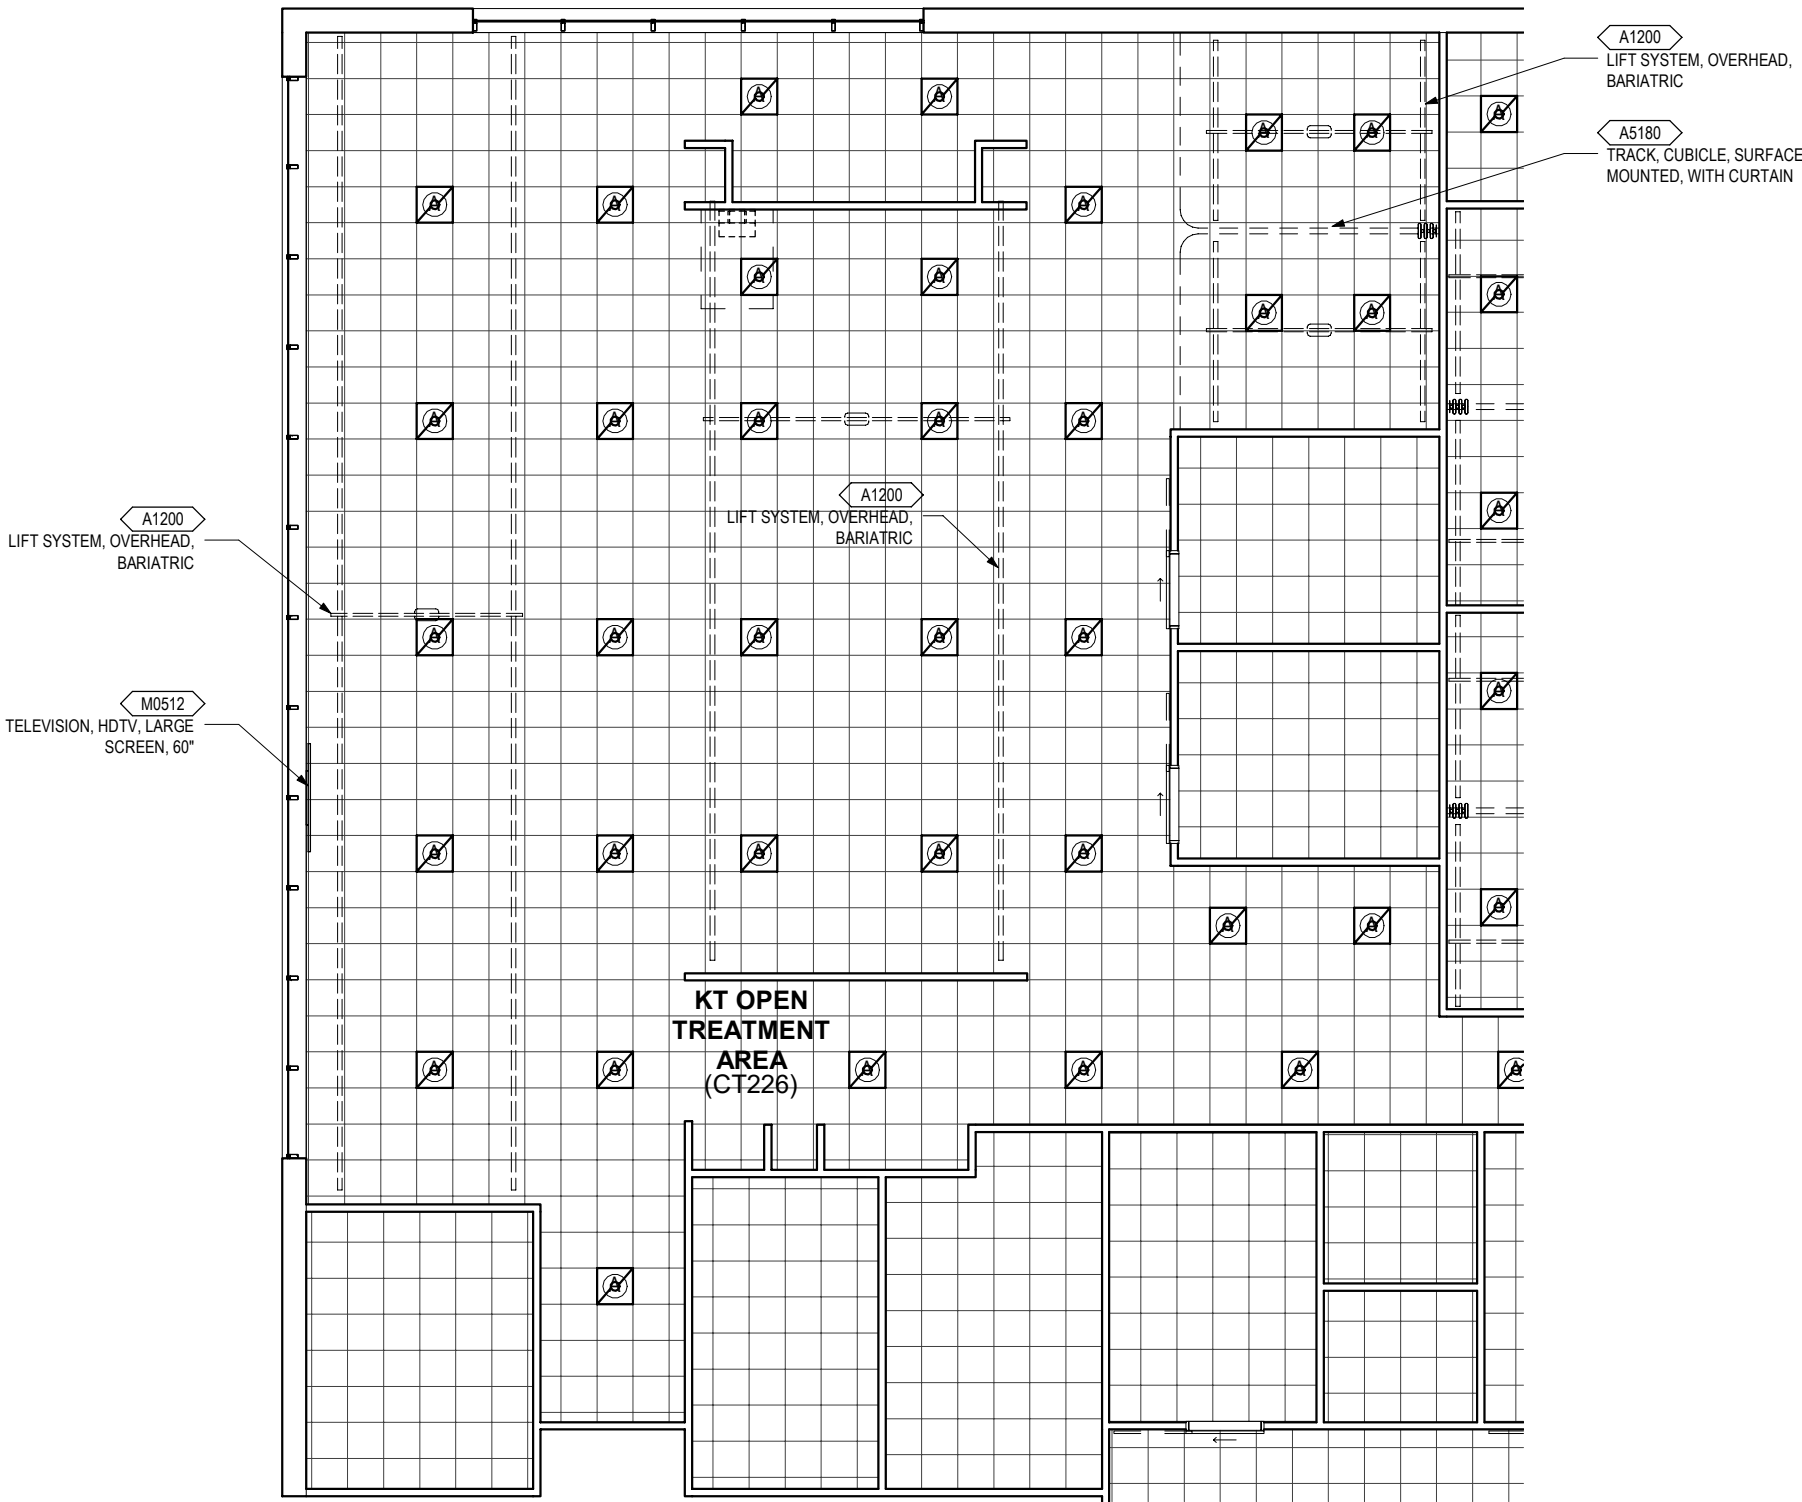 A1200
LIFT SYSTEM, OVERHEAD,
BARIATRIC
A5180
TRACK, CUBICLE, SURFACE
MOUNTED, WITH CURTAIN
A1200
LIFT SYSTEM, OVERHEAD,
BARIATRIC
A1200
LIFT SYSTEM, OVERHEAD,
BARIATRIC
M0512
TELEVISION, HDTV, LARGE
SCREEN, 60"
KT OPEN
TREATMENT
AREA
(CT226)